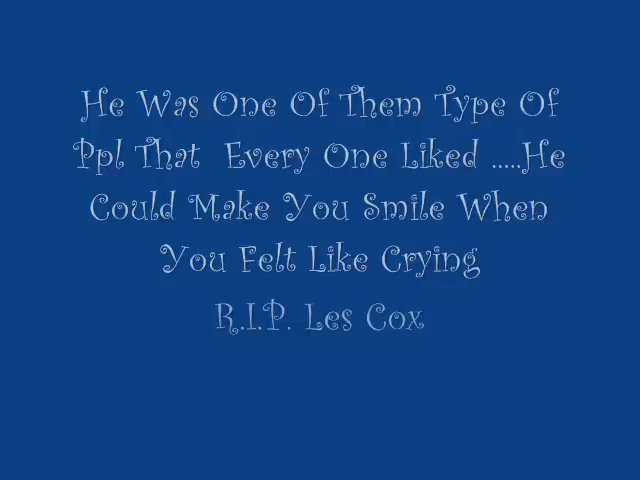 He Was One Of Them Type Of
Ppl That  Every One Liked .....He
Could Make You Smile When
You Felt Like Crying
R.I.P. Les Cox